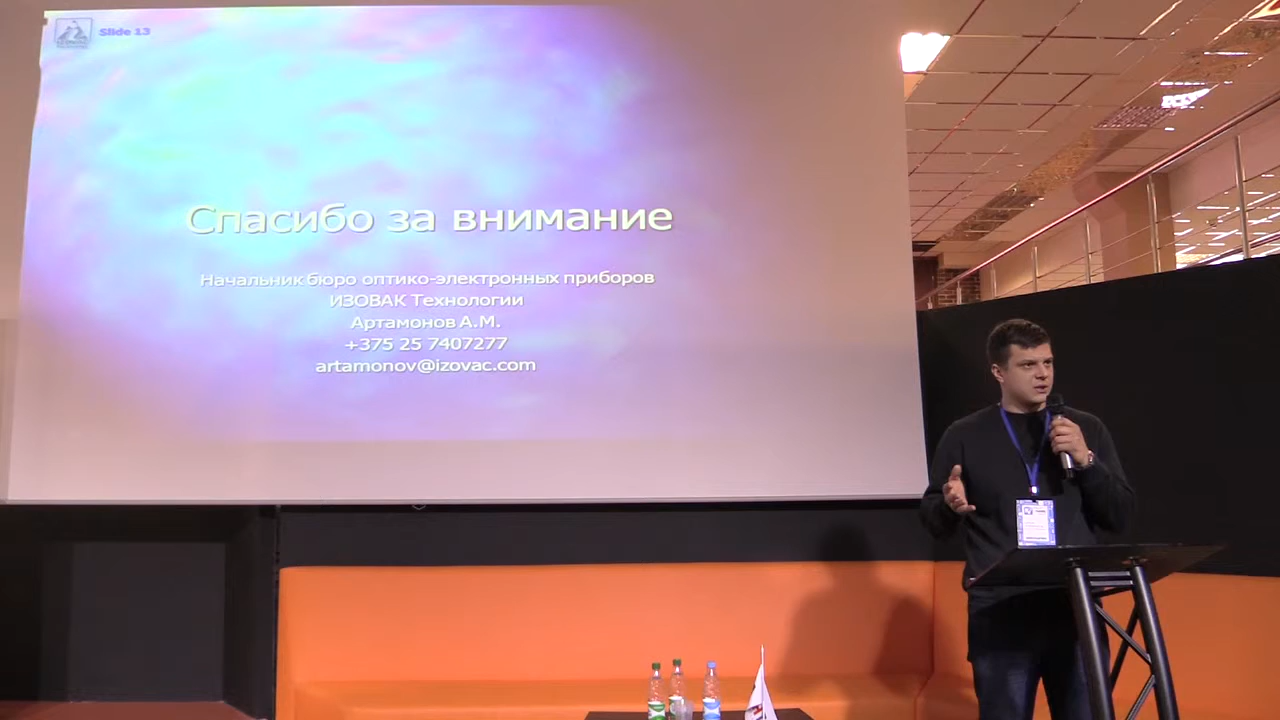 Slide 13
Спасибо за внимание
Начальник бюро оптико-электронных приборов
ИЗОВАК Технологии
Артамонов А.М.
+375 25 7407277
artamonov@izovac.com